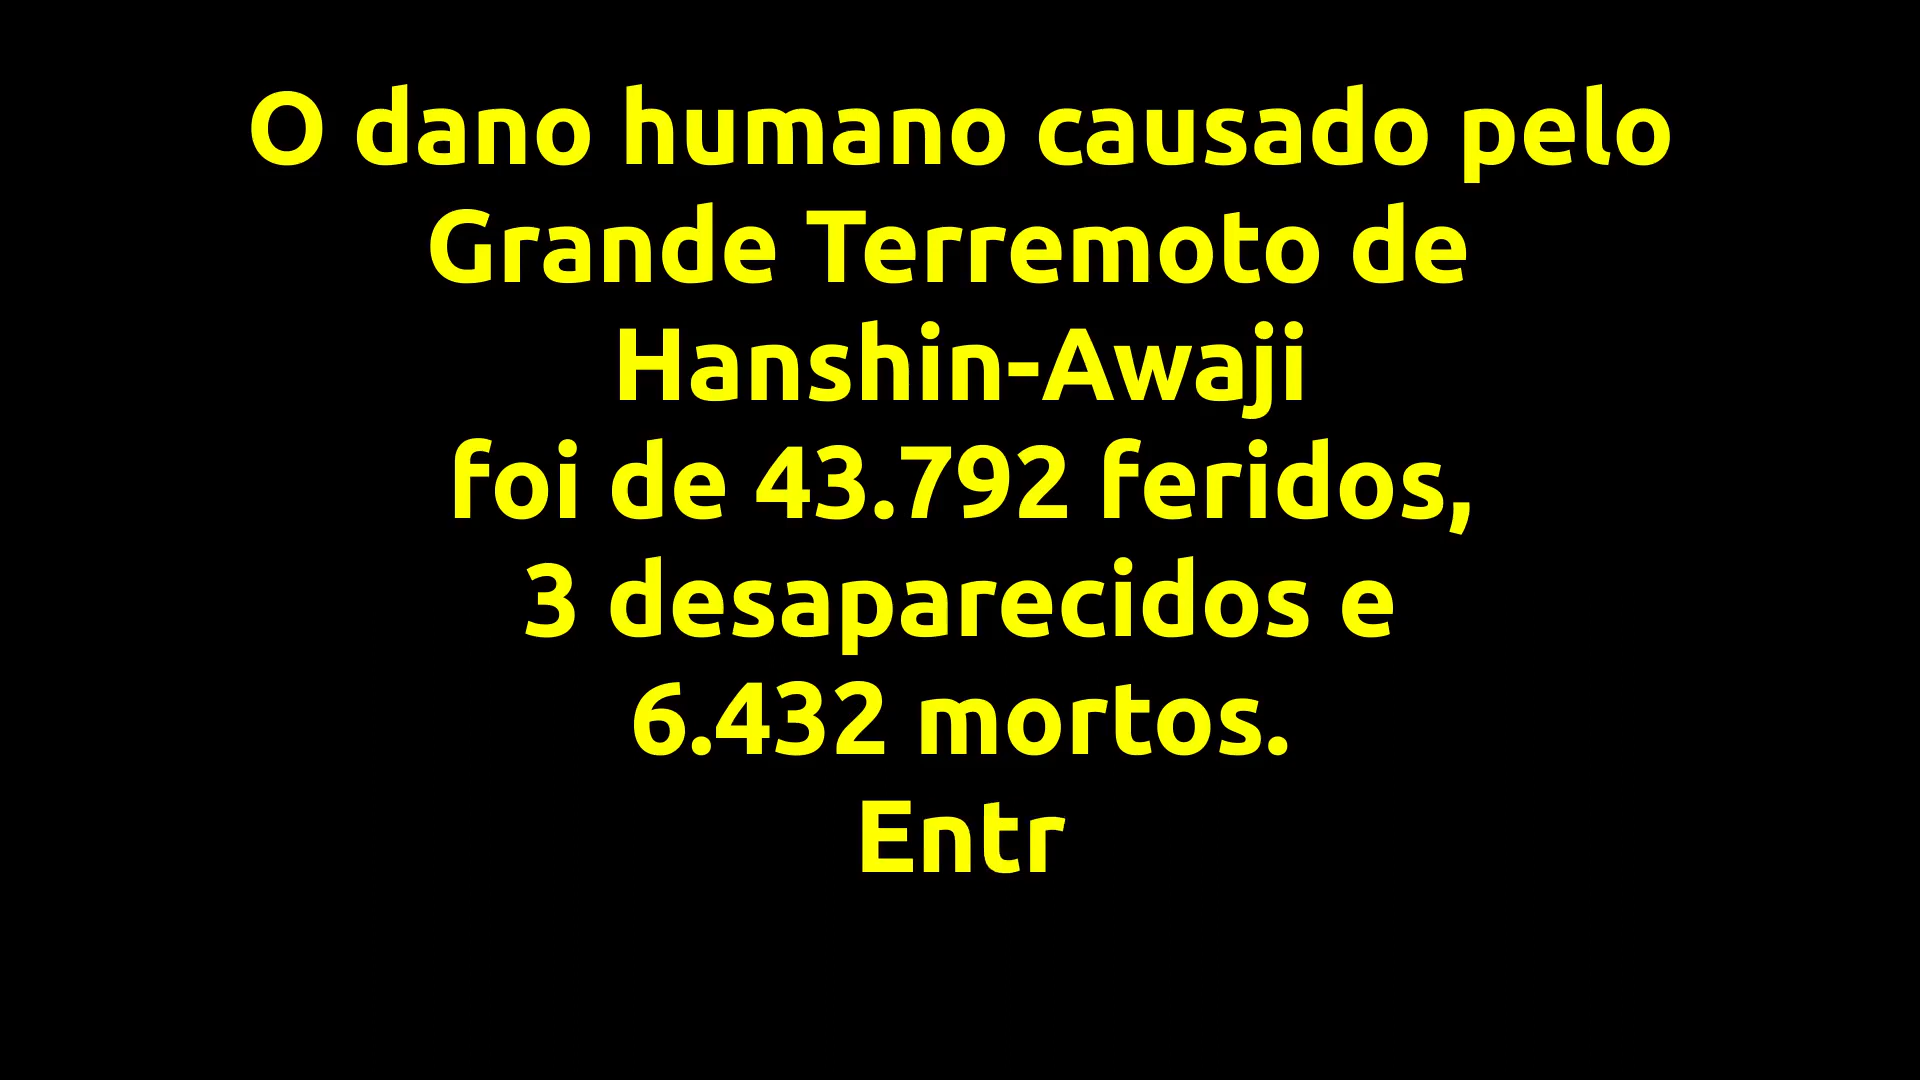 O dano humano causado pelo
Grande Terremoto de
Hanshin-Awaji
foi de 43.792 feridos,
3 desaparecidos e
6.432 mortos.
Entr